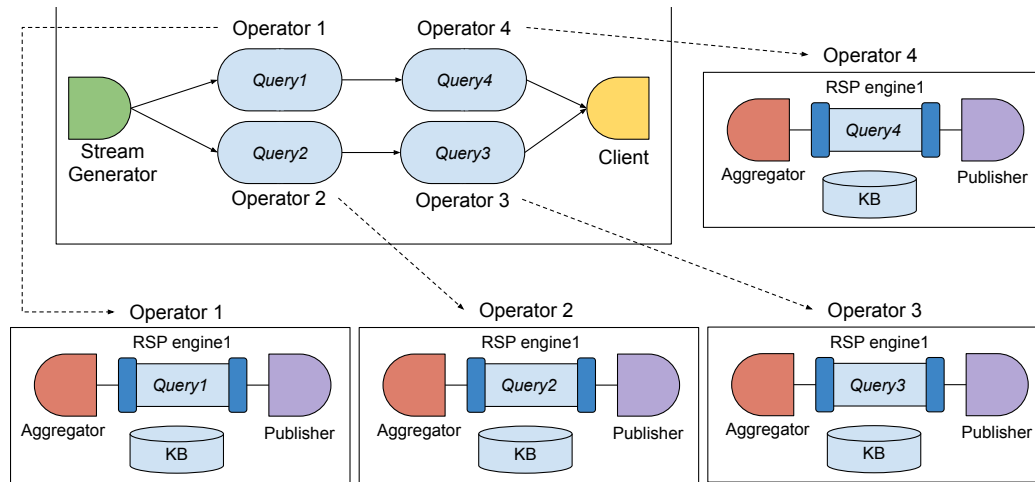 Operator 1
Operator 4
Query1
Query4
Stream
Generator
Client
Query2
Query3
Operator 2
Operator 3
Operator 4
RSP engine1
Query4
Aggregator
Publisher
KB
Operator 1
RSP engine1
Query1
Aggregator
Publisher
KB
Operator 2
RSP engine1
Query2
Aggregator
Publisher
KB
Operator 3
RSP engine1
Query3
Aggregator
Publisher
KB